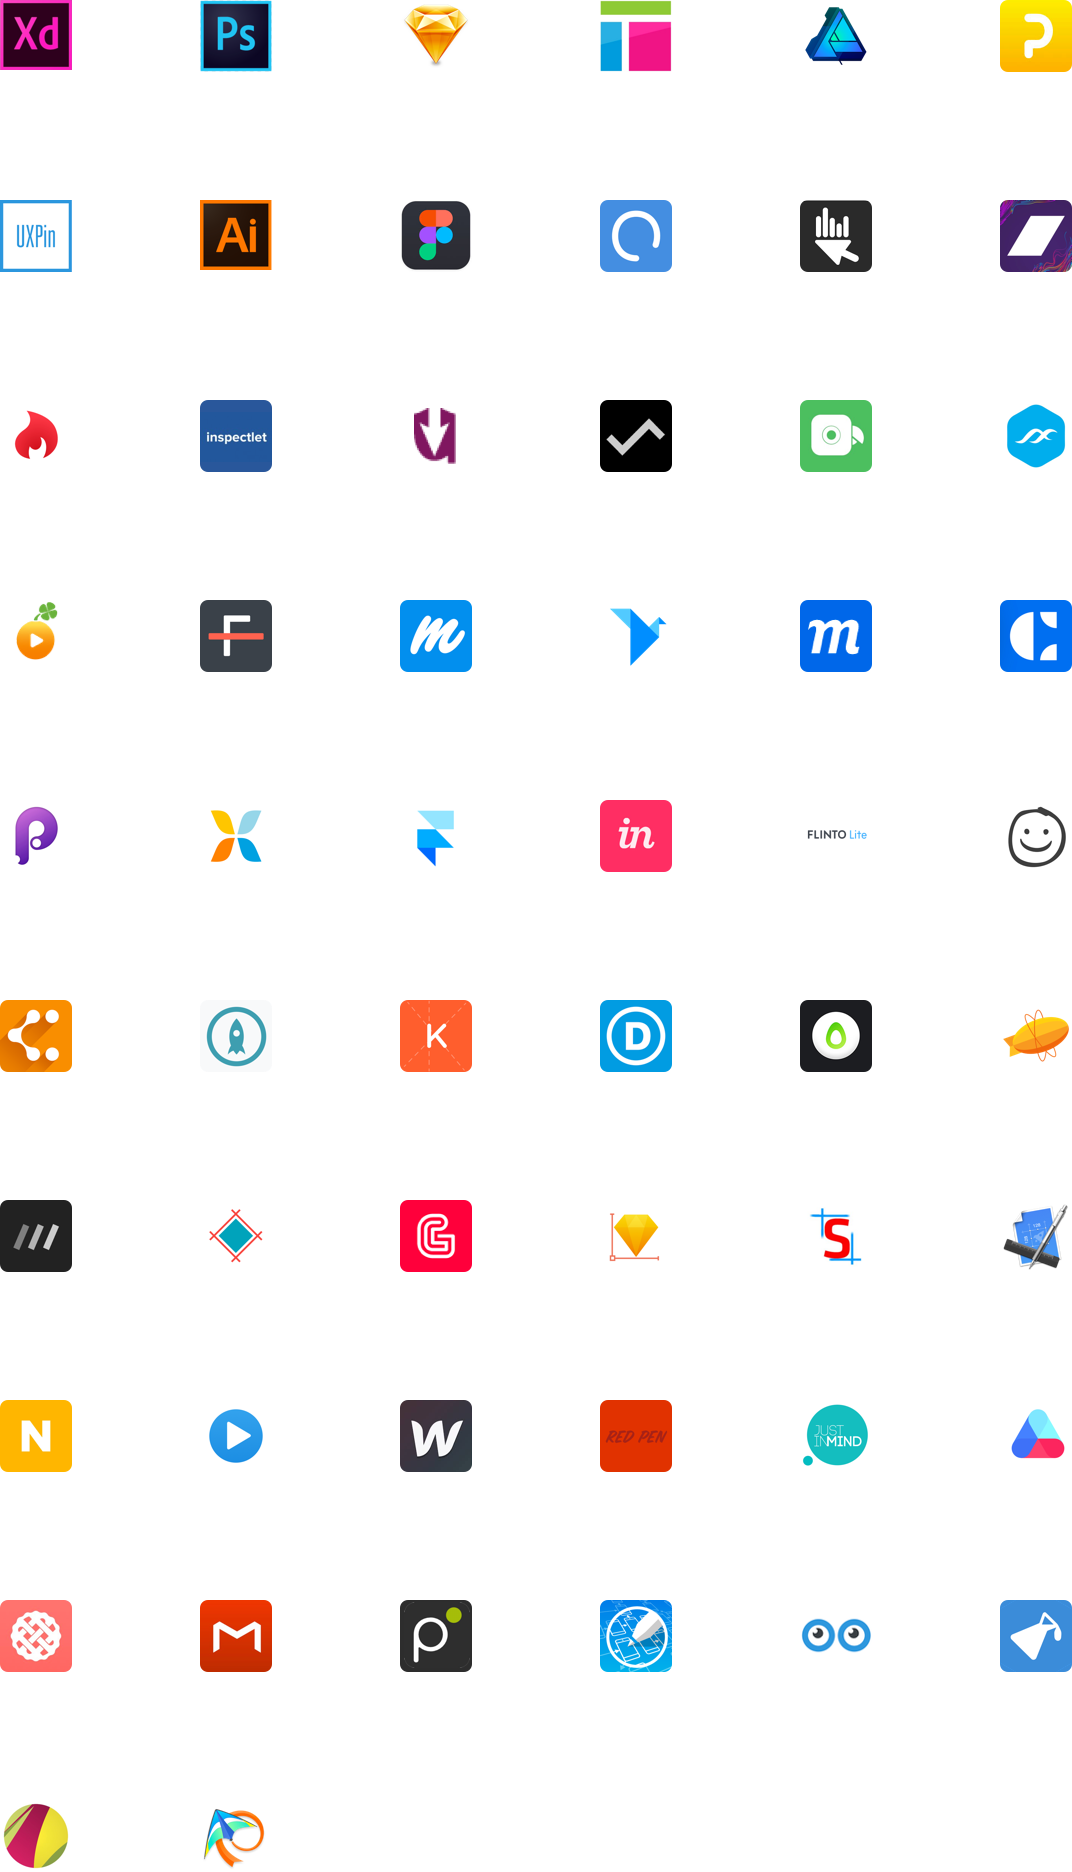 Xd
Ps
UXPin
Ai
inspectlet
m
m
P
in
FLINTO Lite
K
D
G
S
N
W
RED PEN
JUST
INMIND
M
p